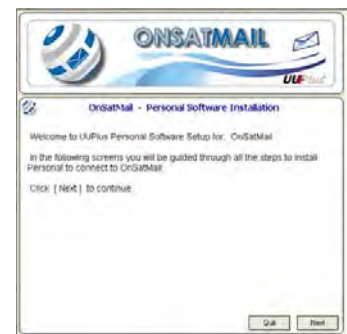 ONSATMAIL
UUPlus
OnSatMail - Personal Software Installation
Welcome to UUPlus Personal Software Setup for: OnSatMail
In the following screens you will be guided through all the steps to install
Personal to connect to OnSatMail
Click [ Next ] to continue.
Quit
Next